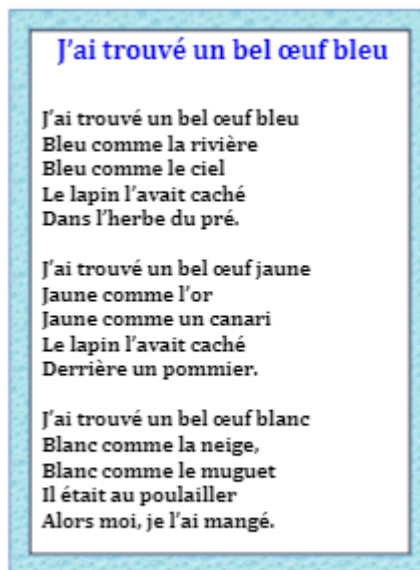 J'ai trouvé un bel œuf bleu
J'ai trouvé un bel œuf bleu
Bleu comme la rivière
Bleu comme le ciel
Le lapin l'avait caché
Dans l'herbe du pré.
J'ai trouvé un bel œuf jaune
Jaune comme l'or
Jaune comme un canari
Le lapin l'avait caché
Derrière un pommier.
J'ai trouvé un bel œuf blanc
Blanc comme la neige,
Blanc comme le muguet
Il était au poulailler
Alors moi, je l'ai mangé.